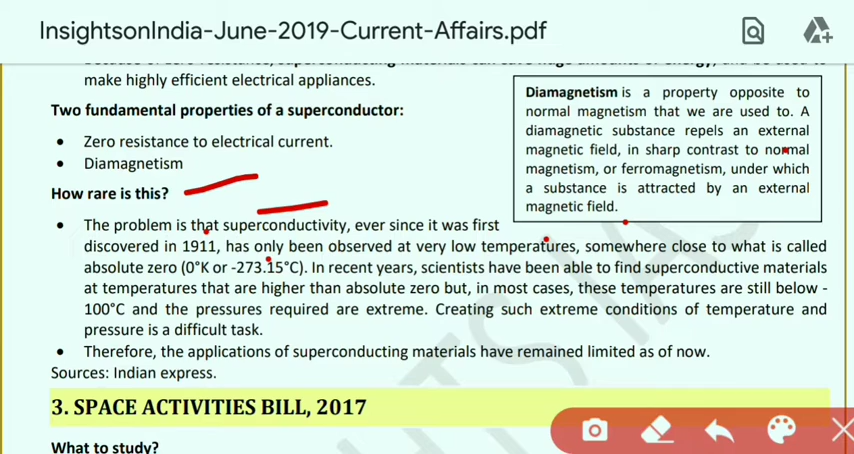 InsightsonIndia-June-2019-Current-Affairs.pdf
make highly efficient electrical appliances.
Two fundamental properties of a superconductor:
• Zero resistance to electrical current.
• Diamagnetism
Diamagnetism is a property opposite to
normal magnetism that we are used to. A
diamagnetic substance repels an external
magnetic field, in sharp contrast to normal
magnetism, or ferromagnetism, under which
a substance is attracted by an external
magnetic field.
How rare is this?
• The problem is that superconductivity, ever since it was first
discovered in 1911, has only been observed at very low temperatures, somewhere close to what is called
absolute zero (0°K or -273.15°C). In recent years, scientists have been able to find superconductive materials
at temperatures that are higher than absolute zero but, in most cases, these temperatures are still below -
100°C and the pressures required are extreme. Creating such extreme conditions of temperature and
pressure is a difficult task.
• Therefore, the applications of superconducting materials have remained limited as of now.
Sources: Indian express.
3. SPACE ACTIVITIES BILL, 2017
What to study?